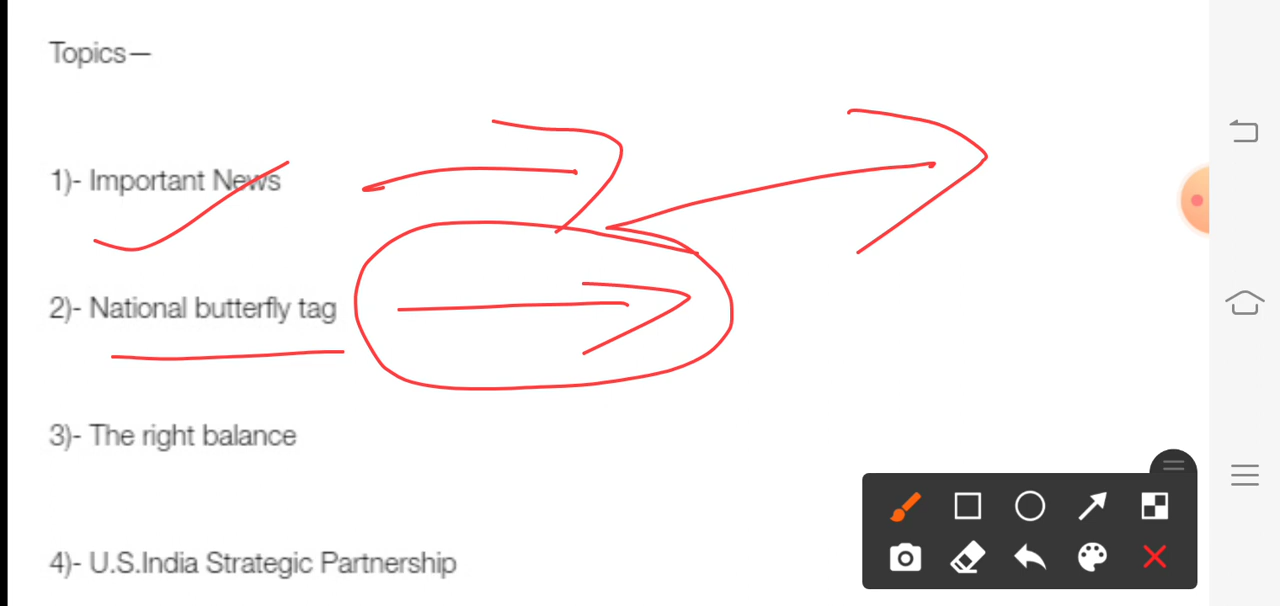 Topics—
1)- Important News
2)- National butterfly tag
3)- The right balance
4)- U.S.India Strategic Partnership